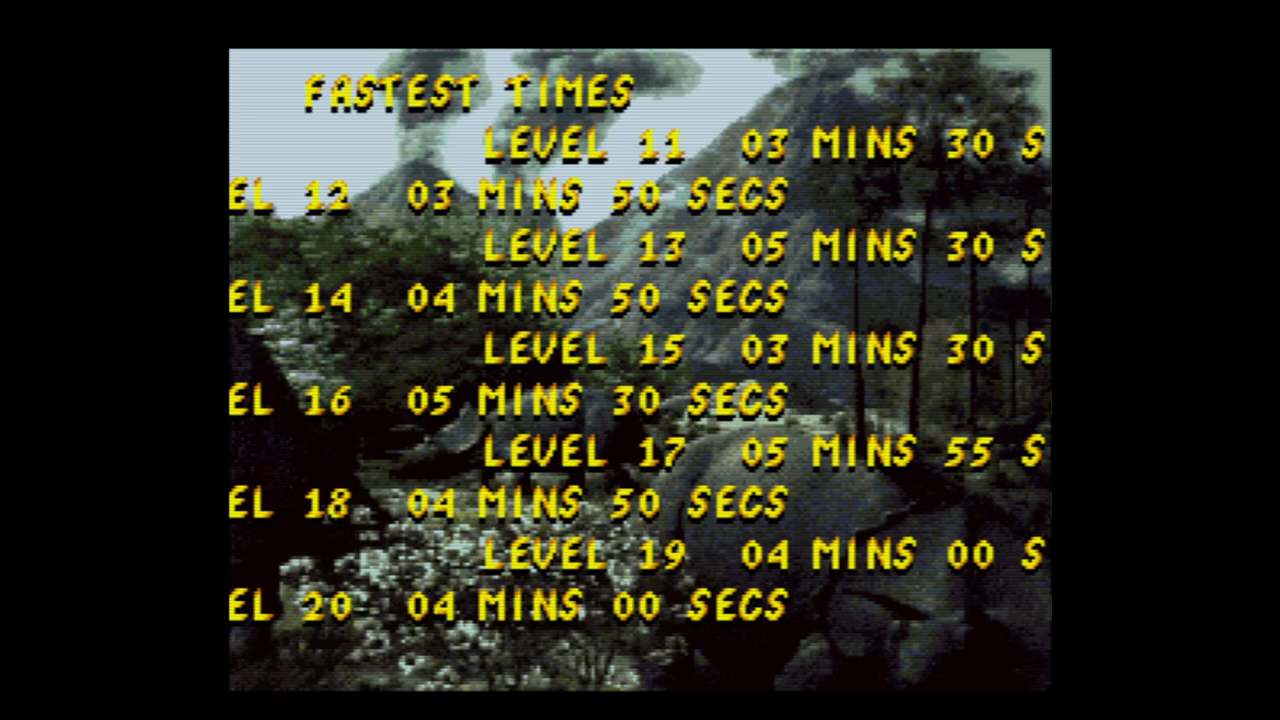 FASTEST TIMES
LEVEL 11 03 MINS 30 S
EL 12 03 MINS 50 SECS
LEVEL 13 05 MINS 30 S
EL 14 04 MINS 50 SECS
LEVEL 15 03 MINS 30 S
EL 16 05 MINS 30 SECS
LEVEL 17 05 MINS 55 S
EL 18 04 MINS 50 SECS
LEVEL 19 04 MINS 00 S
EL 20 04 MINS 00 SECS